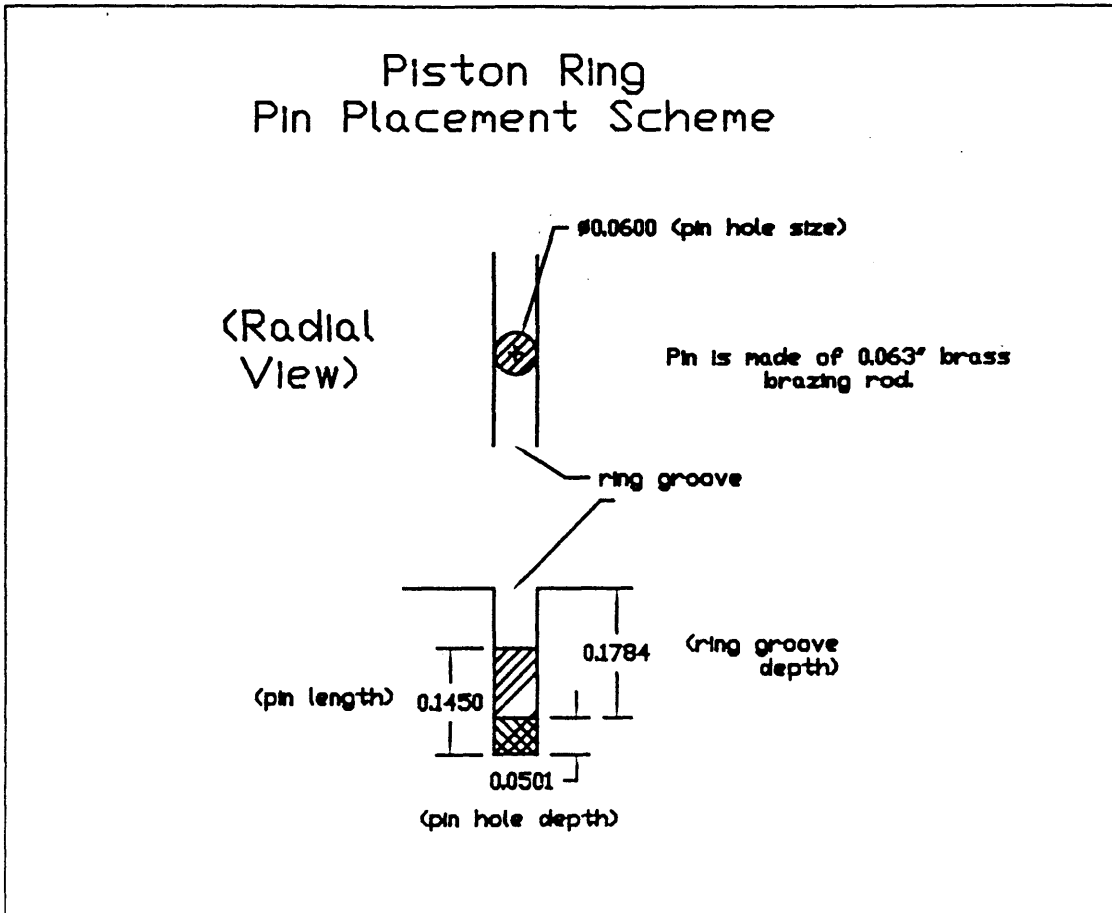 Piston Ring
Pin Placement Scheme
ø0.0600 (pin hole size)
(Radial
View)
Pin is made of 0.063" brass
brazing rod.
ring groove
0.1784
(ring groove
depth)
(pin length)
0.1450
0.0501
(pin hole depth)